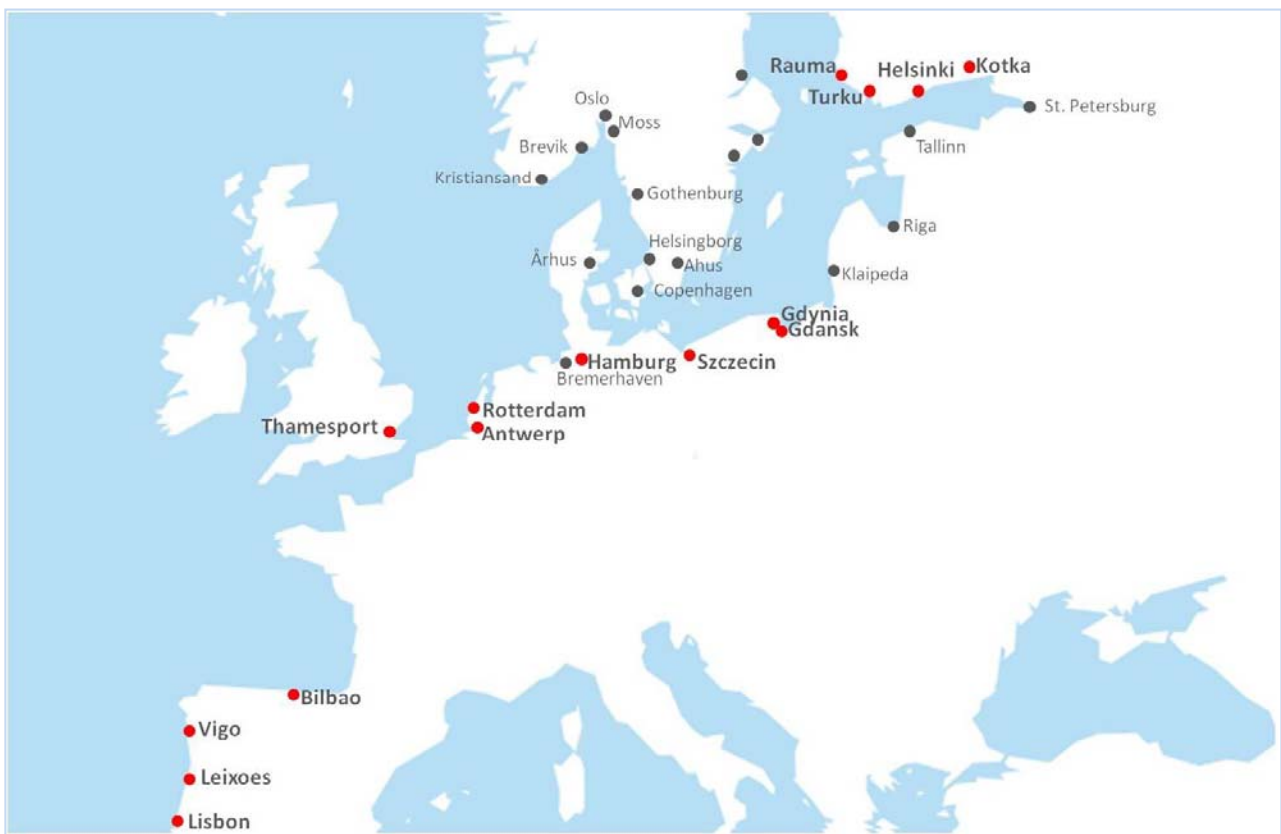 Rauma
Helsinki
Kotka
Turku
Oslo
St. Petersburg
Moss
Tallinn
Brevik
Kristiansand
Gothenburg
Riga
Helsingborg
Århus
Ahus
Klaipeda
Copenhagen
Gdynia
Gdansk
Hamburg
Szczecin
Bremerhaven
Rotterdam
Thamesport
Antwerp
Bilbao
Vigo
Leixoes
Lisbon